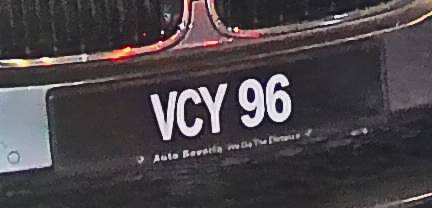 VCY 96
Auto Bavaria We Go The Distance